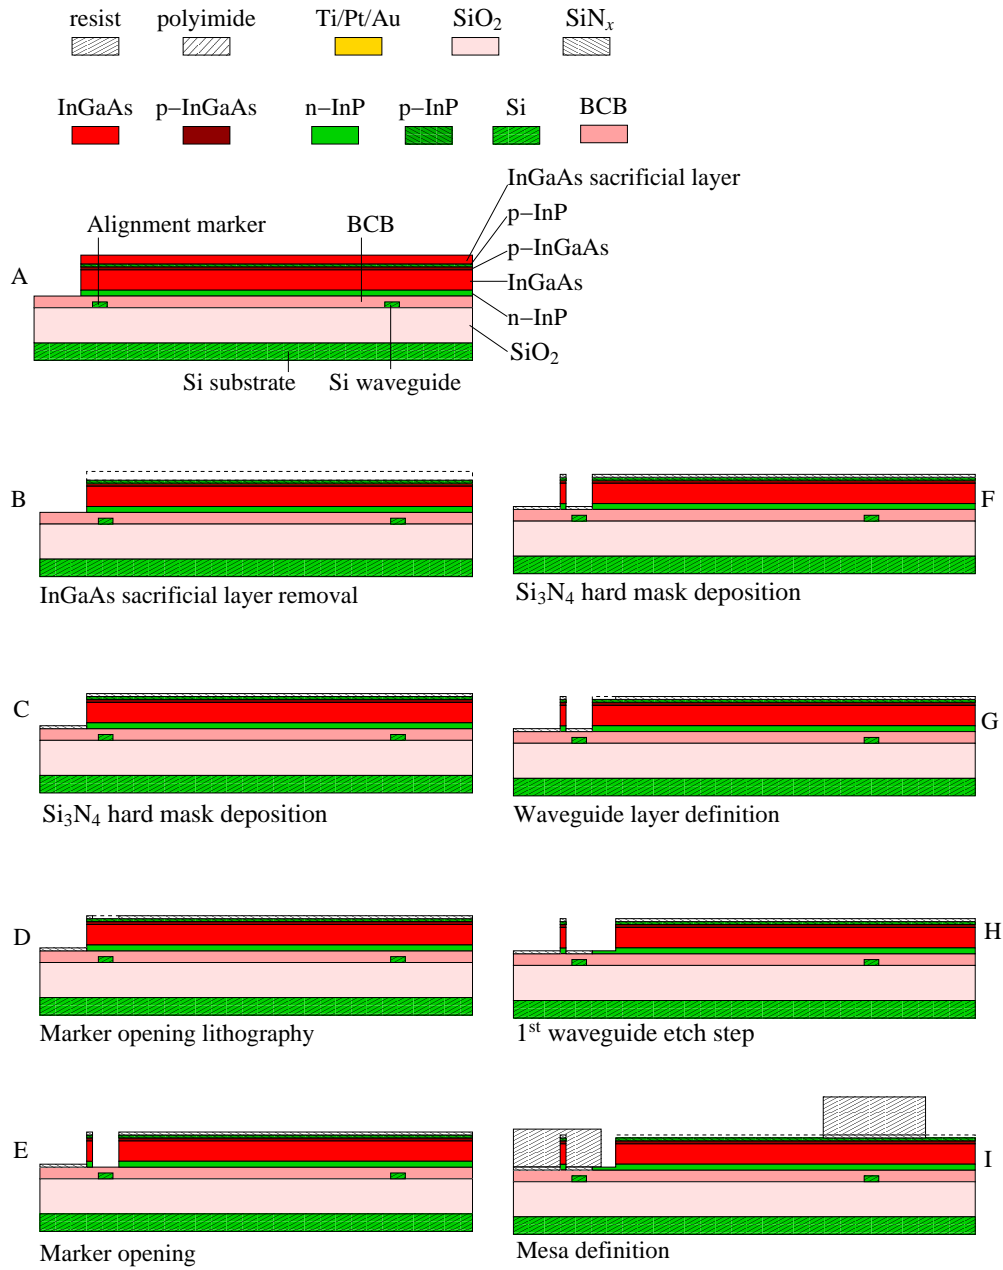 resist polyimide Ti/Pt/Au SiO2 SiNx
InGaAs p−InGaAs n−InP p−InP Si BCB
InGaAs sacrificial layer
p−InP
Alignment marker BCB
p−InGaAs
A
InGaAs
n−InP
SiO2
Si substrate Si waveguide
B
InGaAs sacrificial layer removal
F
Si3N4 hard mask deposition
C
Si3N4 hard mask deposition
G
Waveguide layer definition
D
Marker opening lithography
H
1st waveguide etch step
E
Marker opening
I
Mesa definition